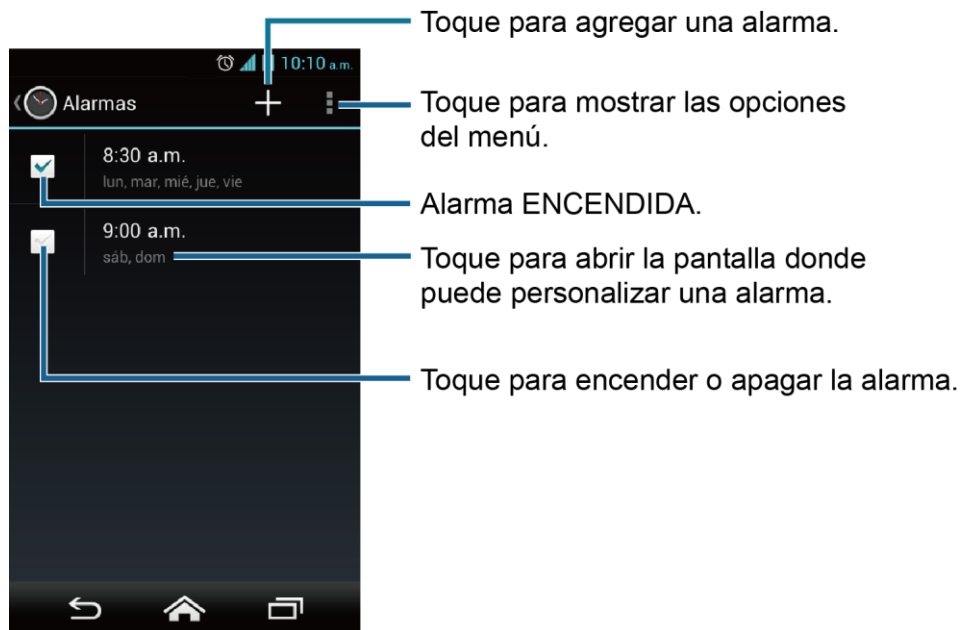 Toque para agregar una alarma.
10:10 a.m.
Alarmas
Toque para mostrar las opciones
del menú.
8:30 a.m.
lun, mar, mié, jue, vie
Alarma ENCENDIDA.
9:00 a.m.
sáb, dom
Toque para abrir la pantalla donde
puede personalizar una alarma.
Toque para encender o apagar la alarma.